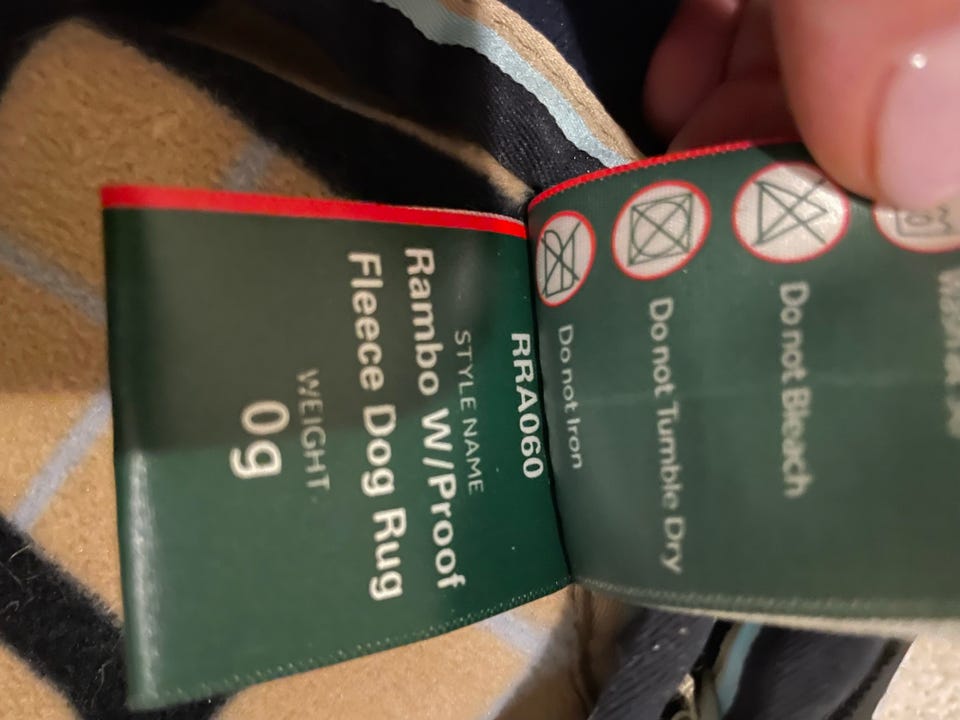 RRA060
STYLE NAME
Rambo W/Proof
Fleece Dog Rug
WEIGHT
0g
Do not Bleach
Do not Tumble Dry
Do not Iron